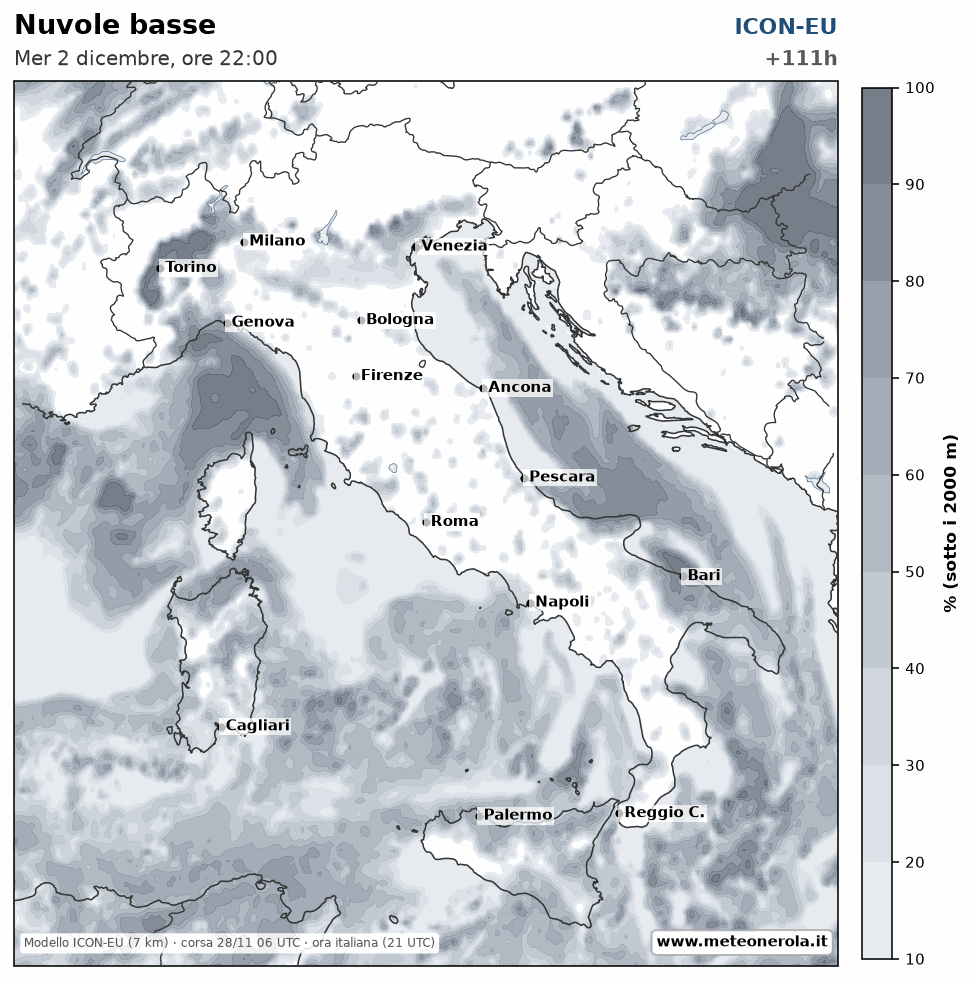 Nuvole basse
ICON-EU
Mer 2 dicembre, ore 22:00
+111h
Milano
Venezia
Torino
Genova
Bologna
Firenze
Ancona
Pescara
Roma
Bari
Napoli
Cagliari
Palermo
Reggio C.
Modello ICON-EU (7 km) · corsa 28/11 06 UTC · ora italiana (21 UTC)
www.meteonerola.it
100
90
80
70
60
50
40
30
20
10
% (sotto i 2000 m)